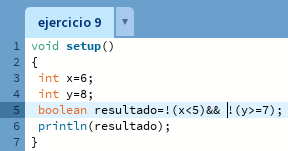 ejercicio 9 ▼
1 void setup()
2 {
3 int x=6;
4 int y=8;
5 boolean resultado=!(x<5)&& !(y>=7);
6 println(resultado);
7 }